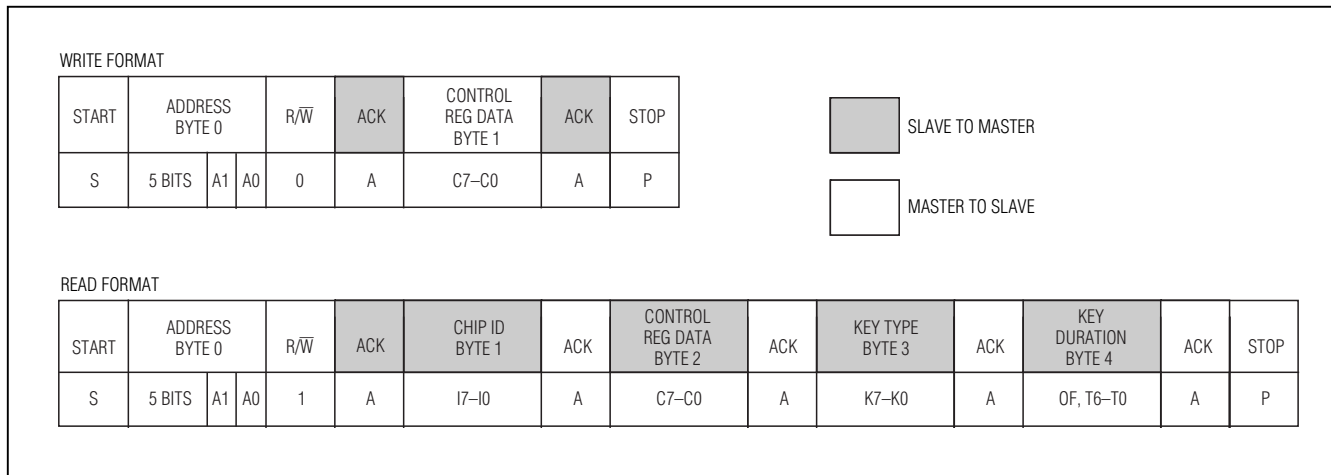 WRITE FORMAT
START ADDRESS BYTE 0 R/W̅ ACK CONTROL REG DATA BYTE 1 ACK STOP
S 5 BITS A1 A0 0 A C7–C0 A P
SLAVE TO MASTER
MASTER TO SLAVE
READ FORMAT
START ADDRESS BYTE 0 R/W̅ ACK CHIP ID BYTE 1 ACK CONTROL REG DATA BYTE 2 ACK KEY TYPE BYTE 3 ACK KEY DURATION BYTE 4 ACK STOP
S 5 BITS A1 A0 1 A I7–I0 A C7–C0 A K7–K0 A OF, T6–T0 A P